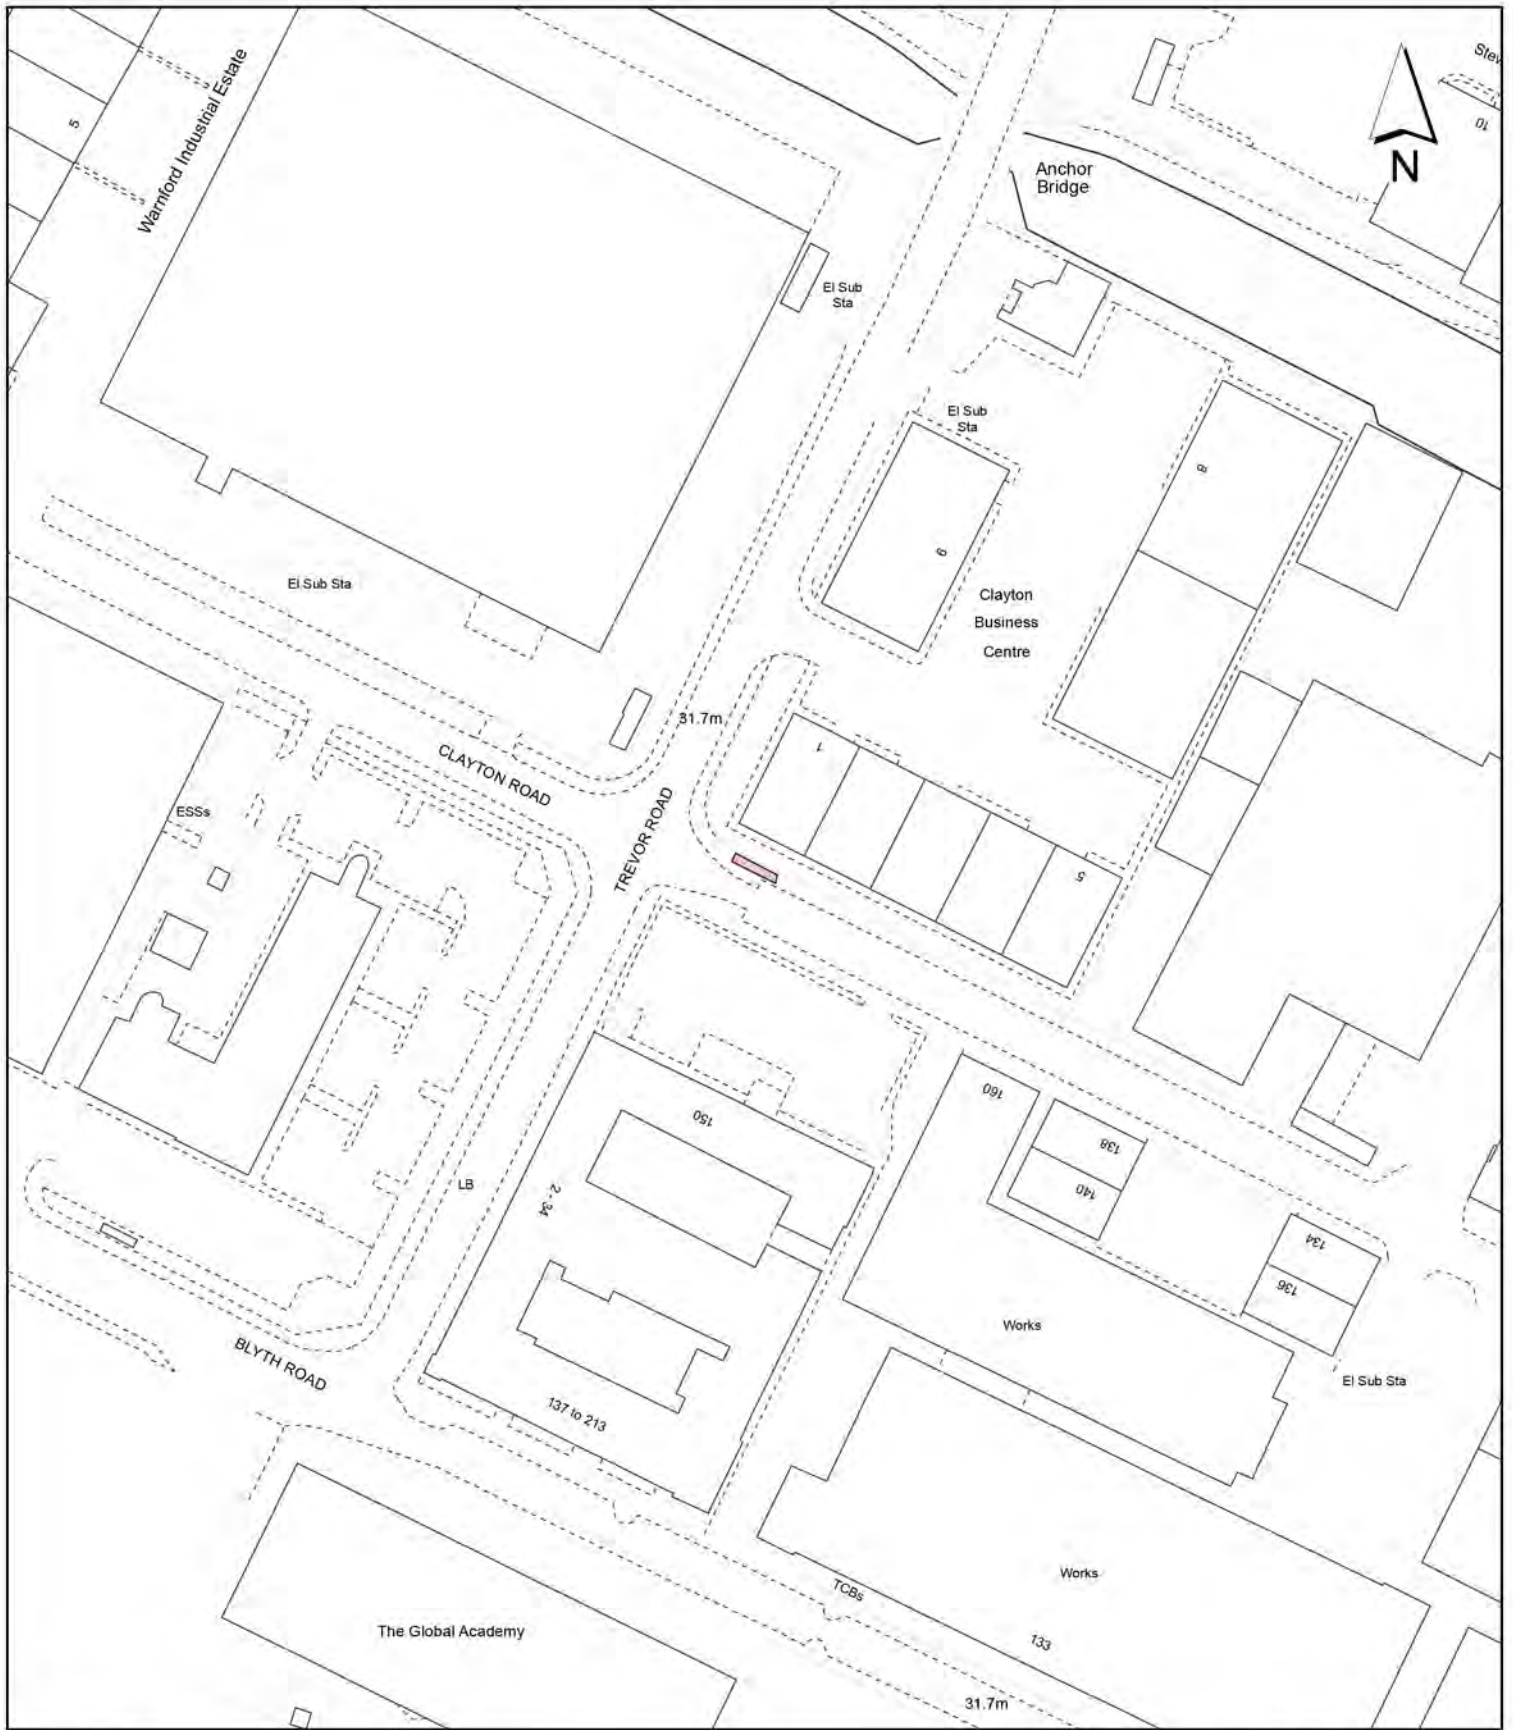 Warnford Industrial Estate
5
10
N
Anchor
Bridge
El Sub
Sta
El Sub
Sta
8
9
El Sub Sta
Clayton
Business
Centre
31.7m
1
CLAYTON ROAD
TREVOR ROAD
ESSs
5
160
150
138
140
LB
2 - 34
134
136
Works
BLYTH ROAD
El Sub Sta
137 to 213
Works
TCBs
The Global Academy
133
31.7m